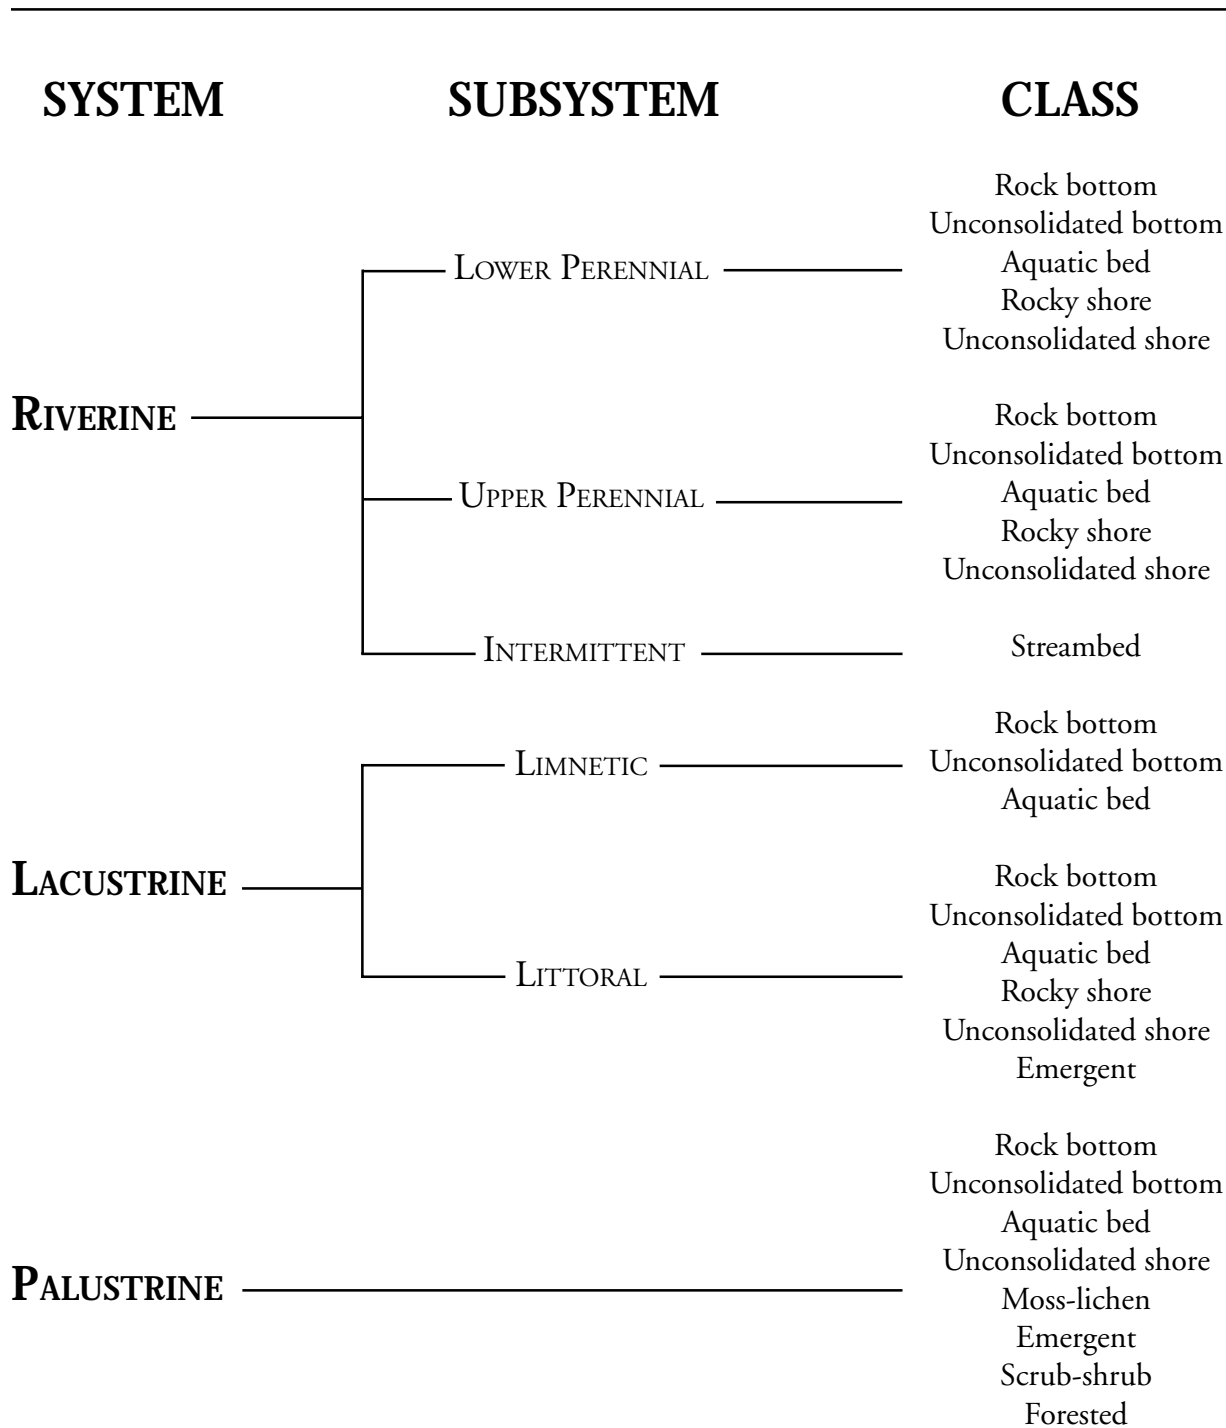 SYSTEM SUBSYSTEM CLASS
Rock bottom
Unconsolidated bottom
LOWER PERENNIAL Aquatic bed
Rocky shore
Unconsolidated shore
RIVERINE
Rock bottom
Unconsolidated bottom
UPPER PERENNIAL Aquatic bed
Rocky shore
Unconsolidated shore
INTERMITTENT Streambed
Rock bottom
LIMNETIC Unconsolidated bottom
Aquatic bed
LACUSTRINE
Rock bottom
Unconsolidated bottom
Aquatic bed
LITTORAL Rocky shore
Unconsolidated shore
Emergent
Rock bottom
Unconsolidated bottom
Aquatic bed
Unconsolidated shore
PALUSTRINE Moss-lichen
Emergent
Scrub-shrub
Forested